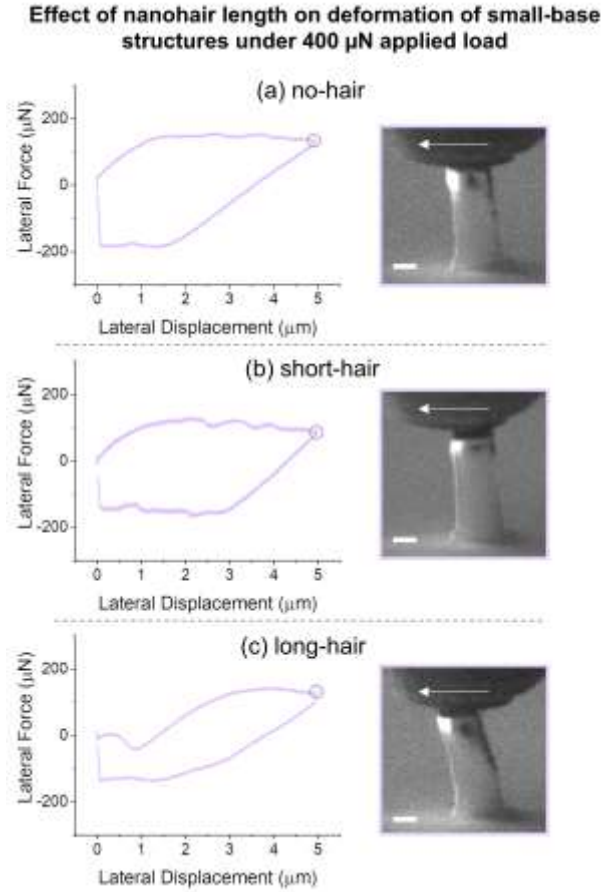 Effect of nanohair length on deformation of small-base
structures under 400 μN applied load
(a) no-hair
Lateral Force (μN)
200
0
-200
0 1 2 3 4 5
Lateral Displacement (μm)
(b) short-hair
Lateral Force (μN)
200
0
-200
0 1 2 3 4 5
Lateral Displacement (μm)
(c) long-hair
Lateral Force (μN)
200
0
-200
0 1 2 3 4 5
Lateral Displacement (μm)